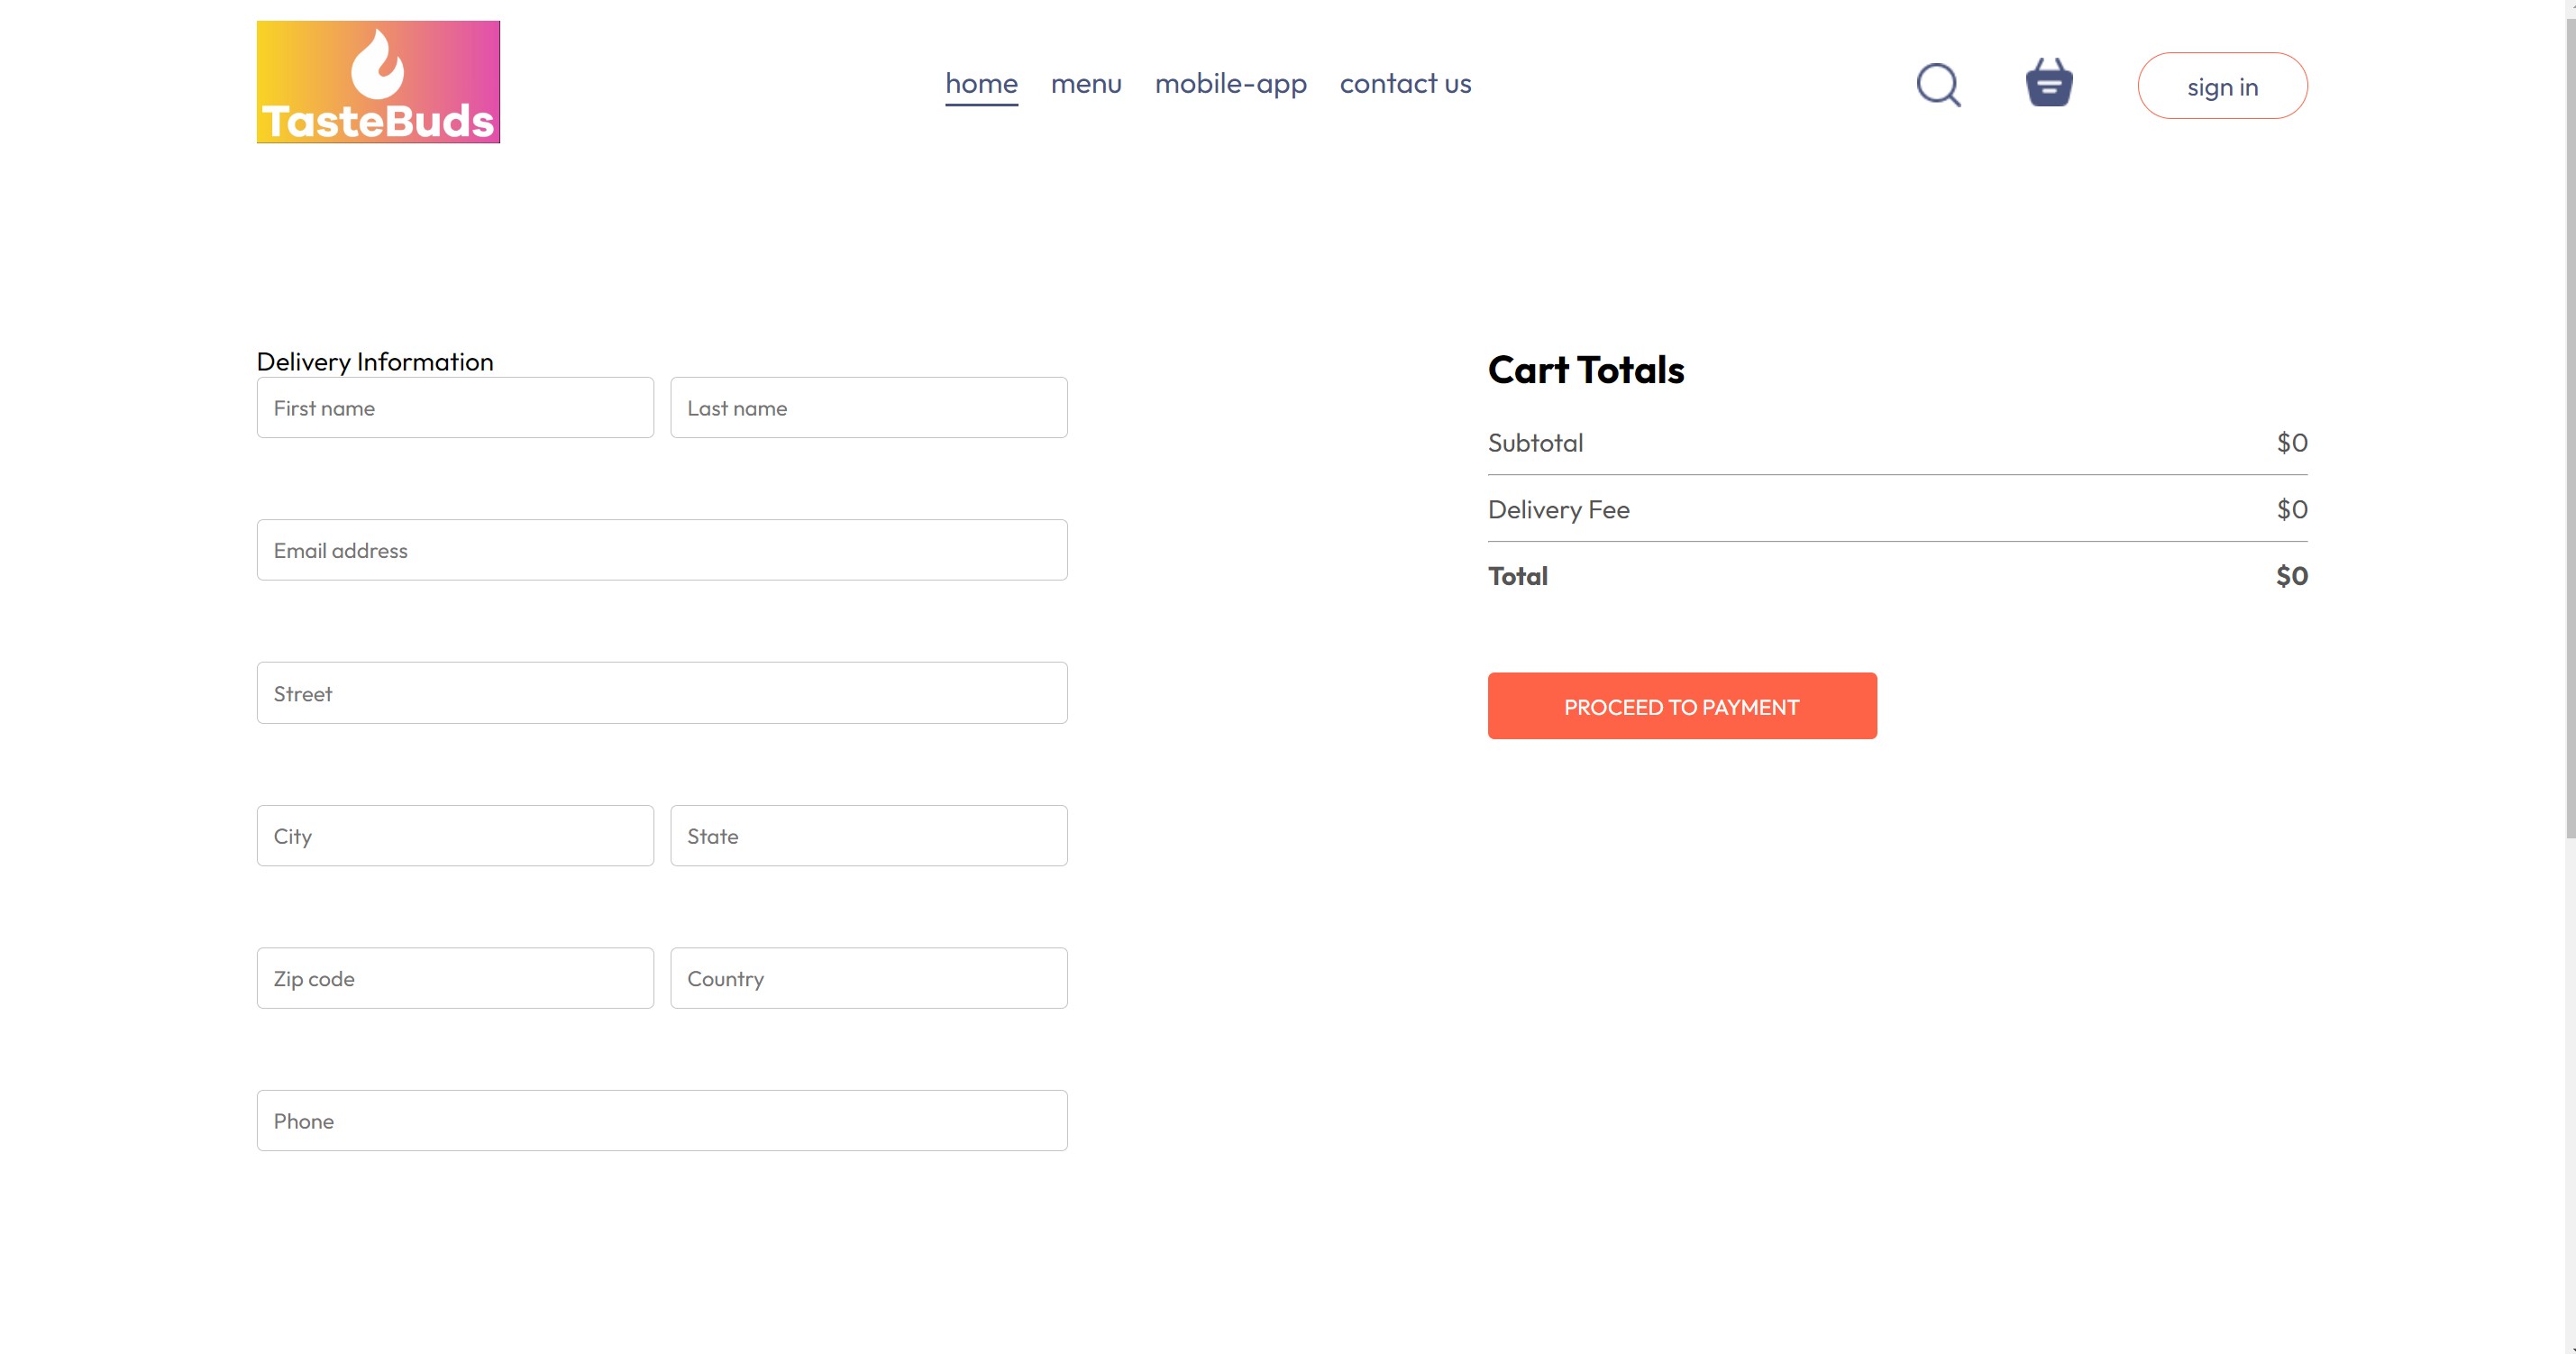 TasteBuds
home menu mobile-app contact us
sign in
Delivery Information
First name Last name
Email address
Street
City State
Zip code Country
Phone
Cart Totals
Subtotal $0
Delivery Fee $0
Total $0
PROCEED TO PAYMENT